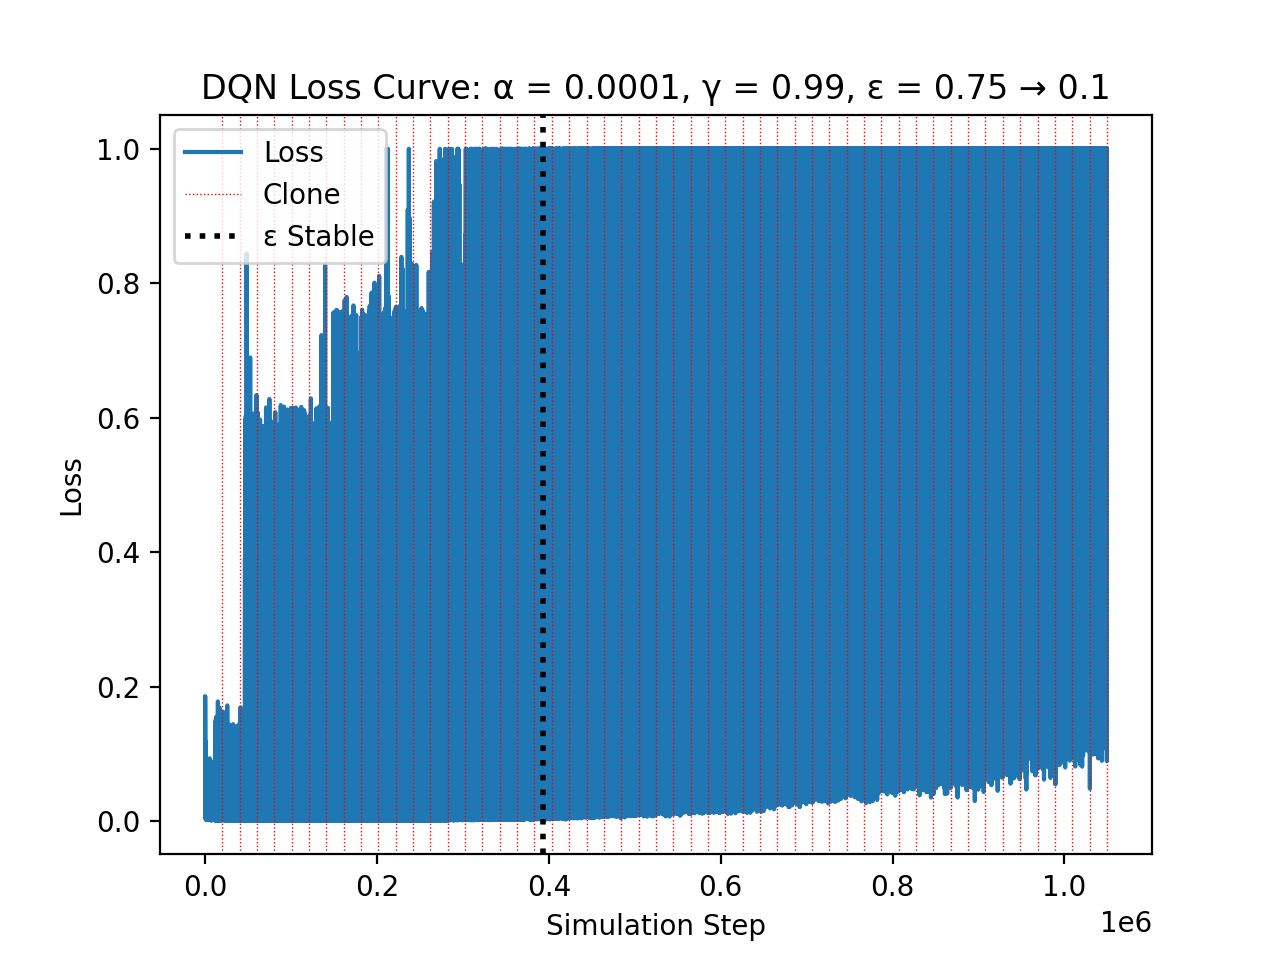 DQN Loss Curve: α = 0.0001, γ = 0.99, ε = 0.75 → 0.1
Loss
Clone
ε Stable
1.0
0.8
0.6
0.4
0.2
0.0
Loss
0.0 0.2 0.4 0.6 0.8 1.0
1e6
Simulation Step